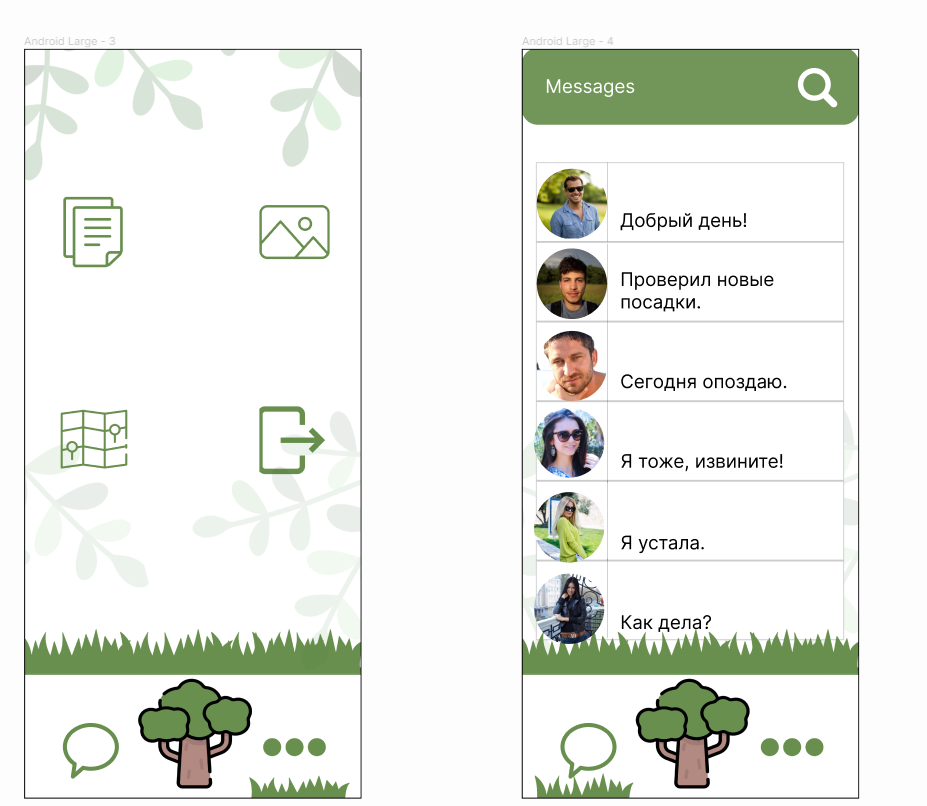 Android Large - 3
Android Large - 4
Messages
Добрый день!
Проверил новые
посадки.
Сегодня опоздаю.
Я тоже, извините!
Я устала.
Как дела?